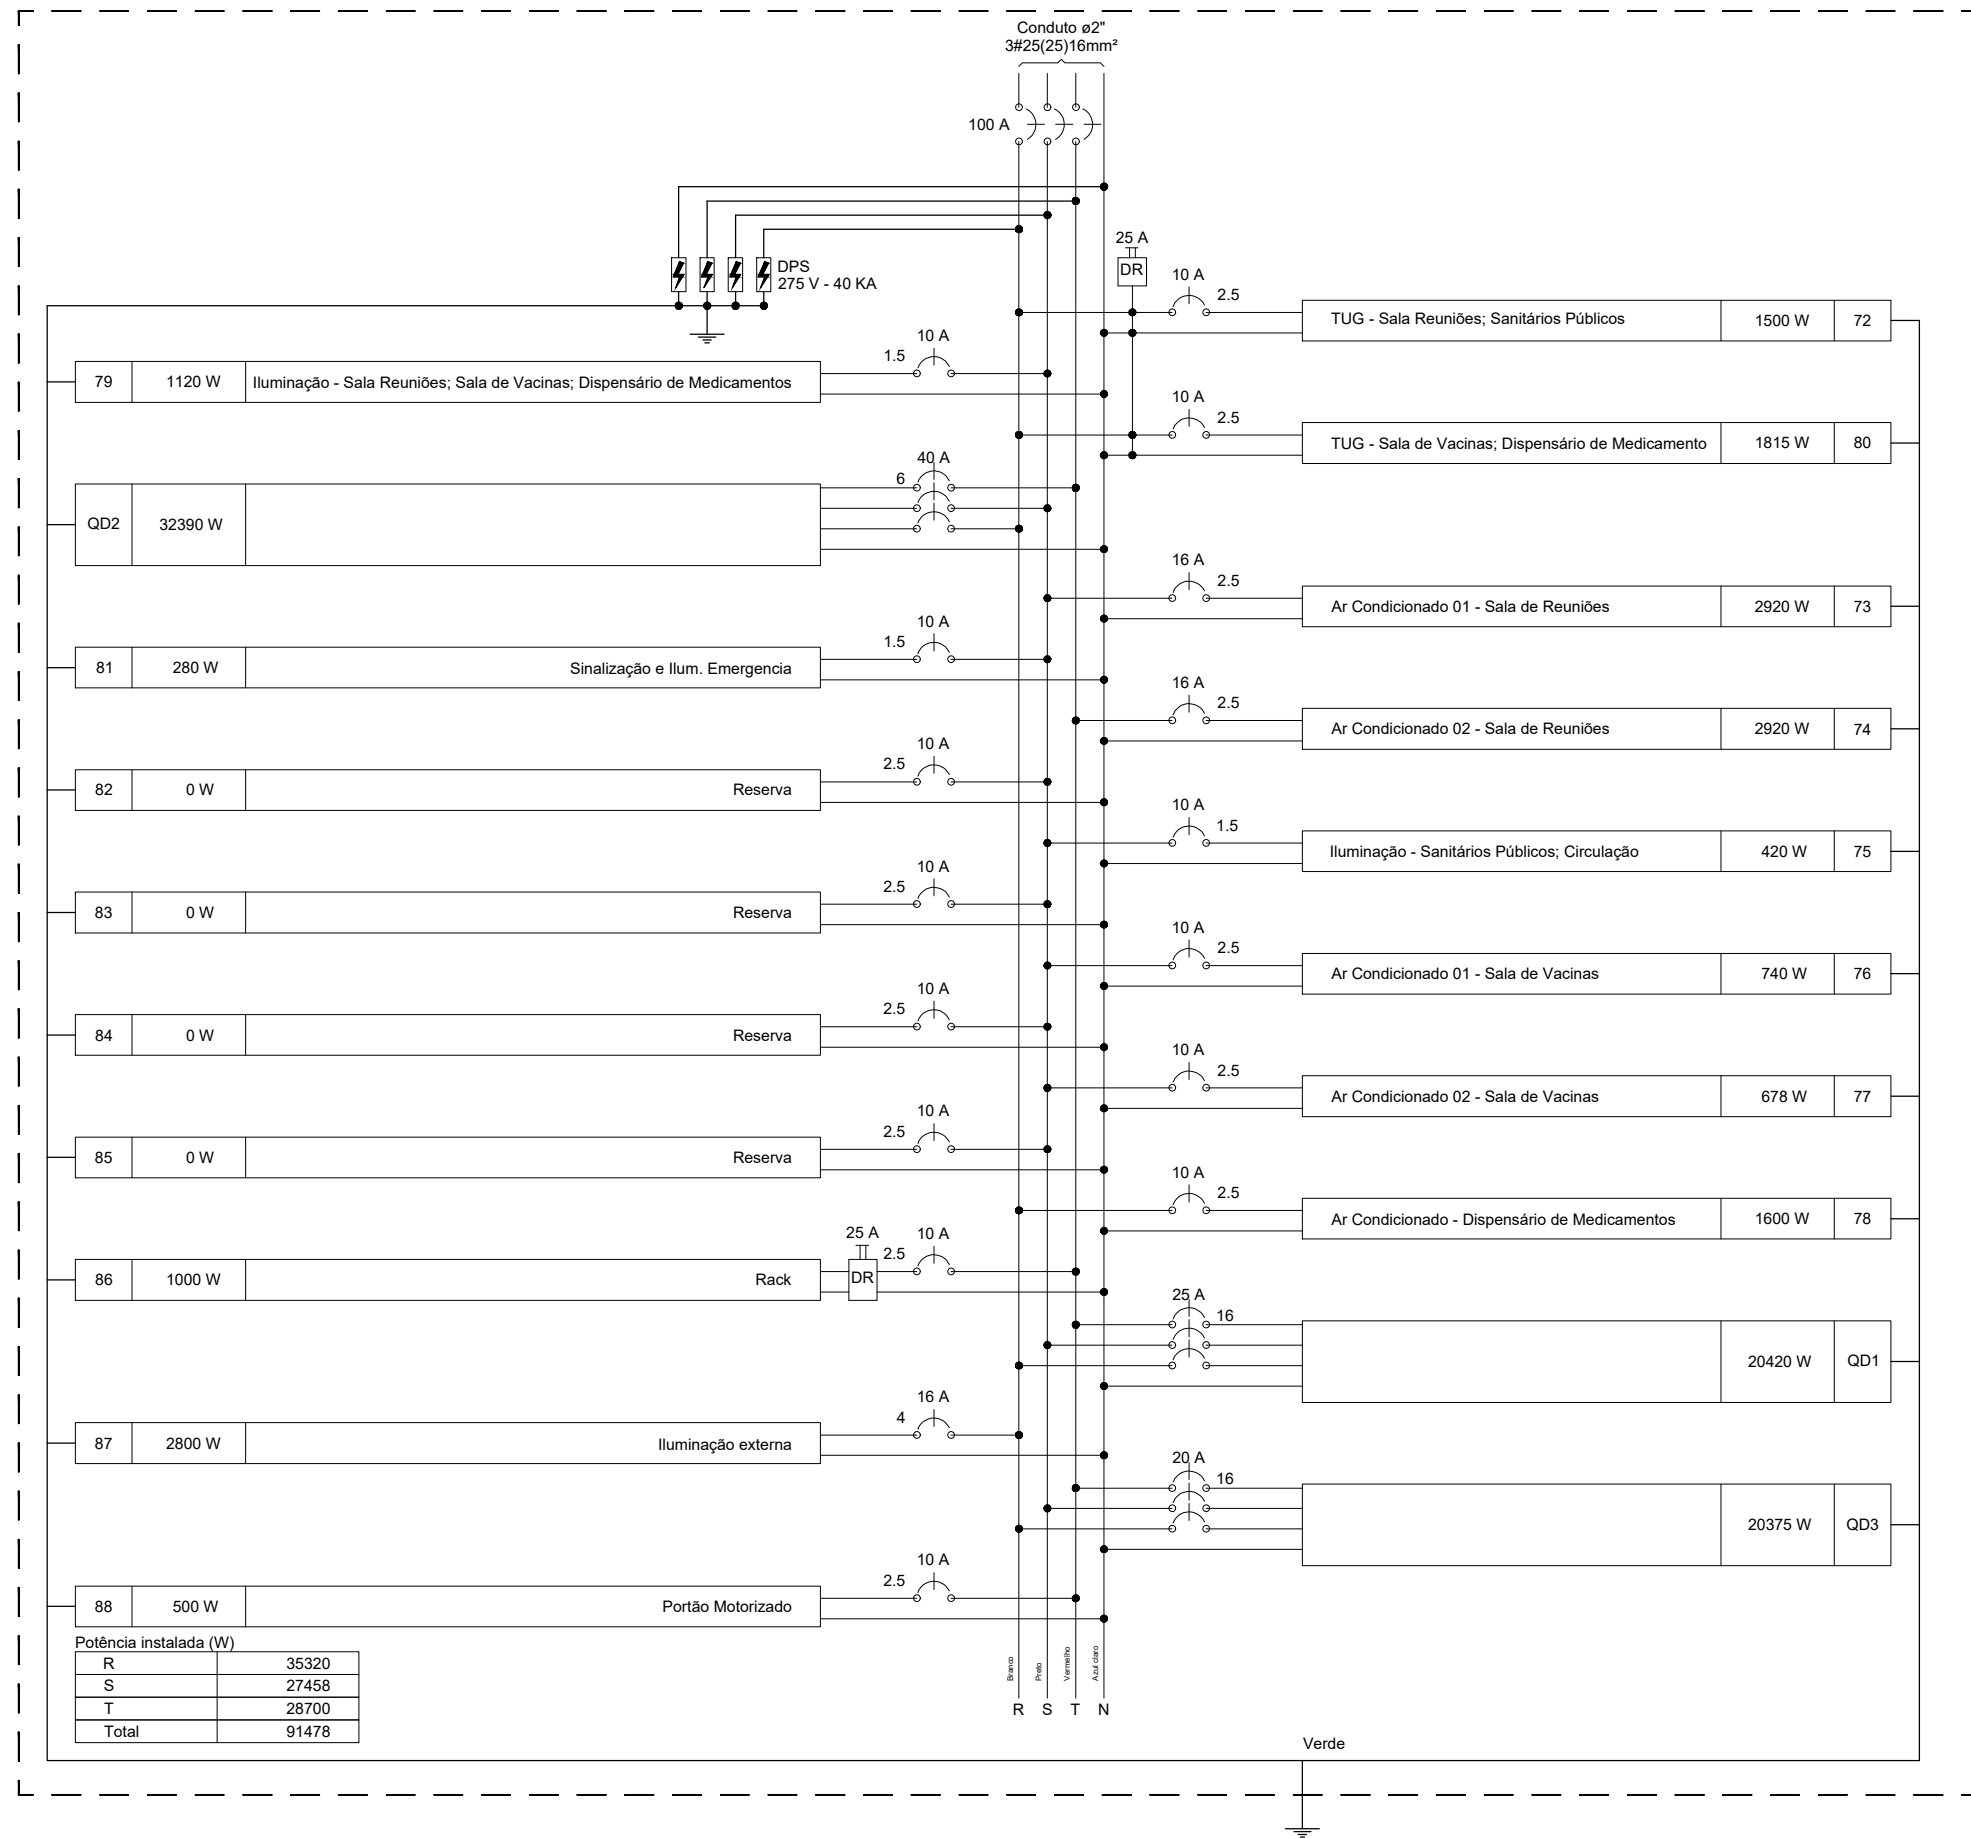 Conduto ø2"
3#25(25)16mm²
100 A
DPS
275 V - 40 KA
25 A
DR
10 A
2.5
TUG - Sala Reuniões; Sanitários Públicos 1500 W 72
10 A
1.5
79 1120 W Iluminação - Sala Reuniões; Sala de Vacinas; Dispensário de Medicamentos
10 A
2.5
TUG - Sala de Vacinas; Dispensário de Medicamento 1815 W 80
40 A
6
QD2 32390 W
16 A
2.5
Ar Condicionado 01 - Sala de Reuniões 2920 W 73
10 A
1.5
81 280 W Sinalização e Ilum. Emergencia
16 A
2.5
Ar Condicionado 02 - Sala de Reuniões 2920 W 74
10 A
2.5
82 0 W Reserva
10 A
1.5
Iluminação - Sanitários Públicos; Circulação 420 W 75
10 A
2.5
83 0 W Reserva
10 A
2.5
Ar Condicionado 01 - Sala de Vacinas 740 W 76
10 A
2.5
84 0 W Reserva
10 A
2.5
Ar Condicionado 02 - Sala de Vacinas 678 W 77
10 A
2.5
85 0 W Reserva
10 A
2.5
Ar Condicionado - Dispensário de Medicamentos 1600 W 78
25 A
DR
10 A
2.5
86 1000 W Rack
25 A
16
20420 W QD1
16 A
4
87 2800 W Iluminação externa
20 A
16
20375 W QD3
10 A
2.5
88 500 W Portão Motorizado
Potência instalada (W)
R 35320
S 27458
T 28700
Total 91478
Branco
Preto
Vermelho
Azul claro
R S T N
Verde